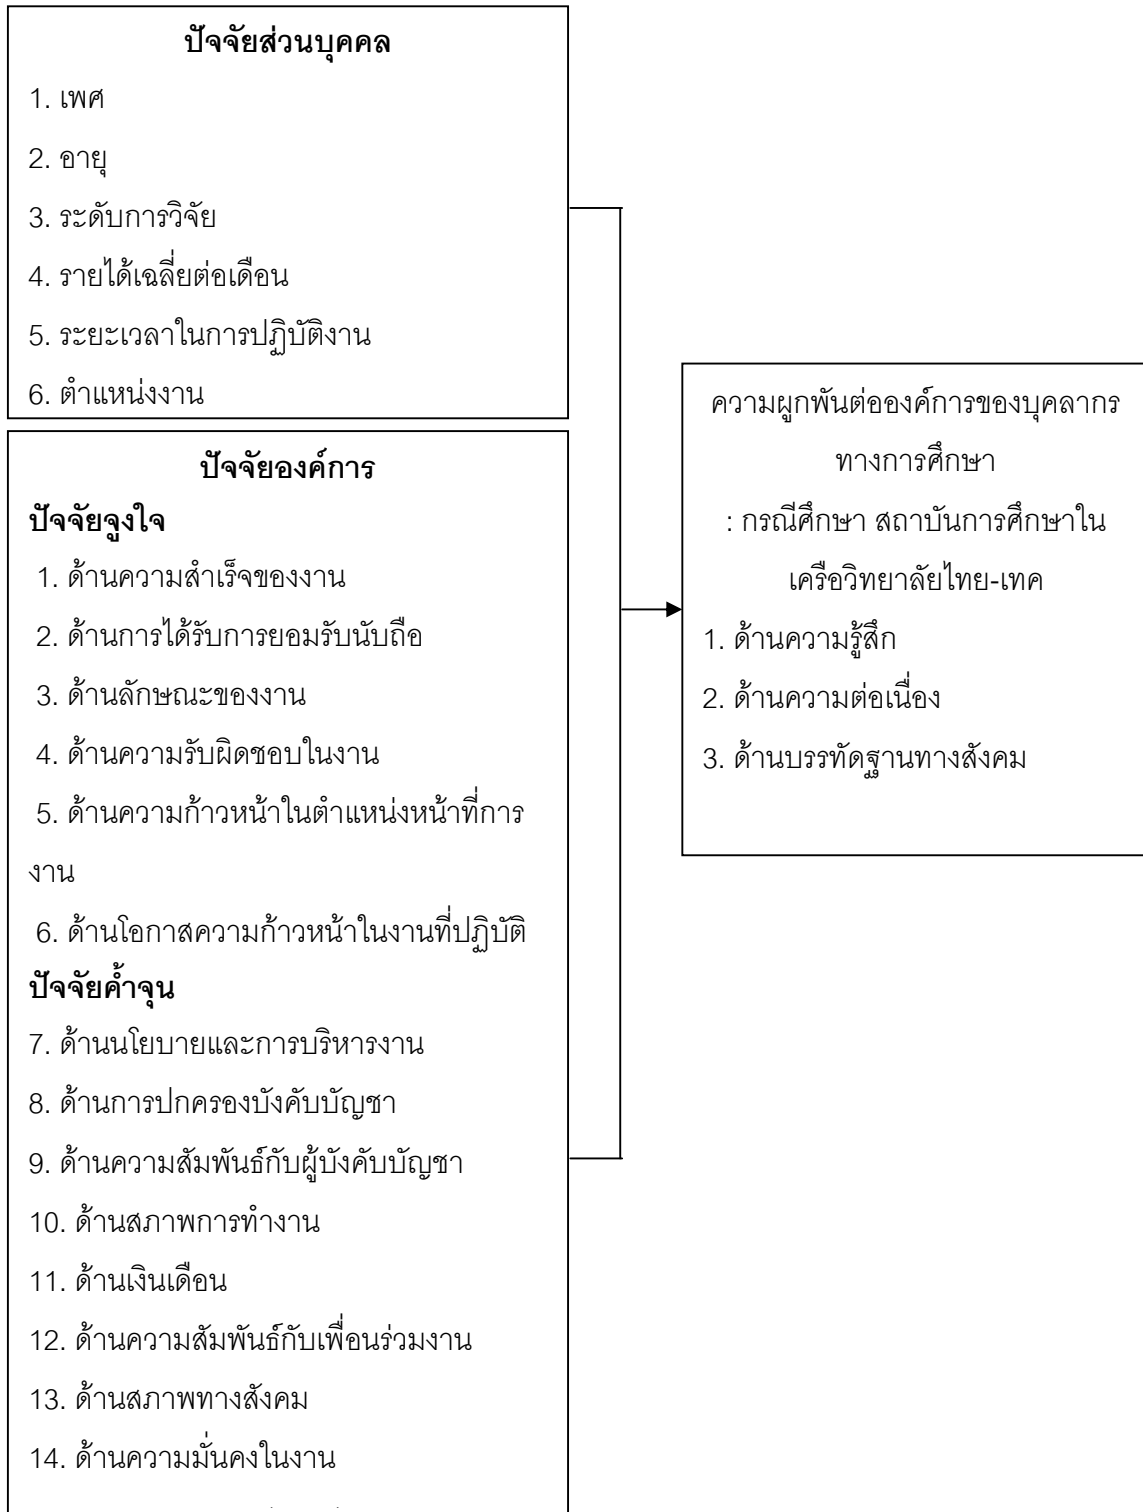 ปัจจัยส่วนบุคคล
1. เพศ
2. อายุ
3. ระดับการวิจัย
4. รายได้เฉลี่ยต่อเดือน
5. ระยะเวลาในการปฏิบัติงาน
6. ตำแหน่งงาน
ปัจจัยองค์การ
ปัจจัยจูงใจ
1. ด้านความสำเร็จของงาน
2. ด้านการได้รับการยอมรับนับถือ
3. ด้านลักษณะของงาน
4. ด้านความรับผิดชอบในงาน
5. ด้านความก้าวหน้าในตำแหน่งหน้าที่การ
งาน
6. ด้านโอกาสความก้าวหน้าในงานที่ปฏิบัติ
ปัจจัยค้ำจุน
7. ด้านนโยบายและการบริหารงาน
8. ด้านการปกครองบังคับบัญชา
9. ด้านความสัมพันธ์กับผู้บังคับบัญชา
10. ด้านสภาพการทำงาน
11. ด้านเงินเดือน
12. ด้านความสัมพันธ์กับเพื่อนร่วมงาน
13. ด้านสภาพทางสังคม
14. ด้านความมั่นคงในงาน
ความผูกพันต่อองค์การของบุคลากร
ทางการศึกษา
: กรณีศึกษา สถาบันการศึกษาใน
เครือวิทยาลัยไทย-เทค
1. ด้านความรู้สึก
2. ด้านความต่อเนื่อง
3. ด้านบรรทัดฐานทางสังคม